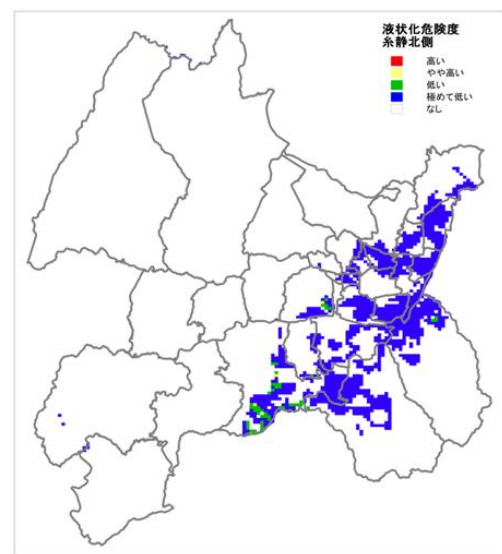 液状化危険度
糸静北側
高い
やや高い
低い
極めて低い
なし